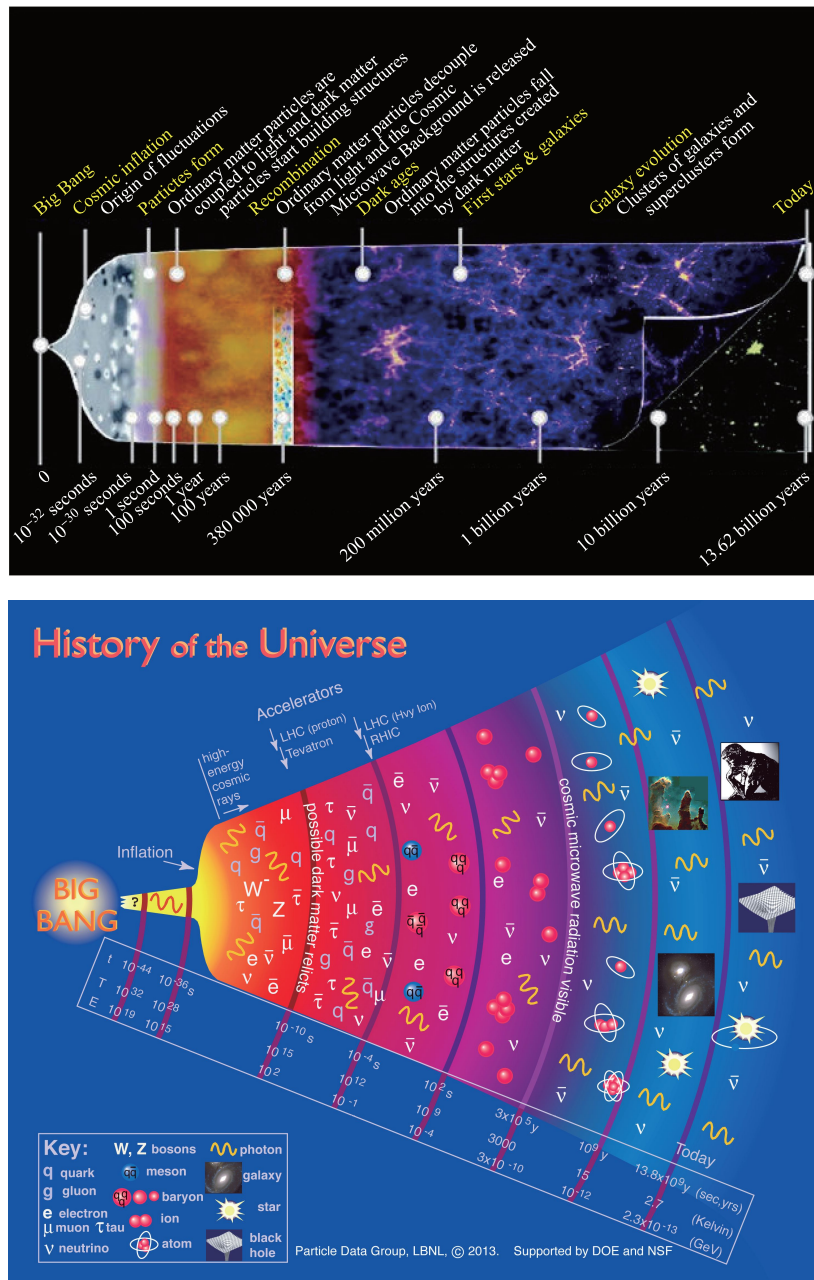 Big Bang
Cosmic inflation
Origin of fluctuations
Partictes form
Ordinary matter particles are
coupled to light and dark matter
particles start building structures
Recombination
Ordinary matter particles decouple
from light and the Cosmic
Microwave Background is released
Dark ages
Ordinary matter particles fall
into the structures created
by dark matter
First stars & galaxies
Galaxy evolution
Clusters of galaxies and
superclusters form
Today
0
10⁻³² seconds
10⁻³⁰ seconds
1 second
100 seconds
1 year
100 years
380 000 years
200 million years
1 billion years
10 billion years
13.62 billion years
History of the Universe
Accelerators
LHC (proton)
Tevatron
LHC (Hvy Ion)
RHIC
high-
energy
cosmic
rays
Inflation
BIG
BANG
?
possible dark matter relicts
cosmic microwave radiation visible
t 10⁻⁴⁴ 10⁻³⁶s 10⁻¹⁰s 10⁻⁴s 10²s 3x10⁵y 10⁹y 13.8x10⁹y (sec,yrs)
T 10³² 10²⁸ 10¹⁵ 10¹² 10⁹ 3000 15 2.7 (Kelvin)
E 10¹⁹ 10¹⁵ 10² 10⁻¹ 10⁻⁴ 3x10⁻¹⁰ 10⁻¹² 2.3x10⁻¹³ (GeV)
Today
Key:
q quark
g gluon
e electron
μ muon τ tau
ν neutrino
W, Z bosons
qq̄ meson
qqq baryon
ion
atom
photon
galaxy
star
black
hole
Particle Data Group, LBNL, © 2013. Supported by DOE and NSF